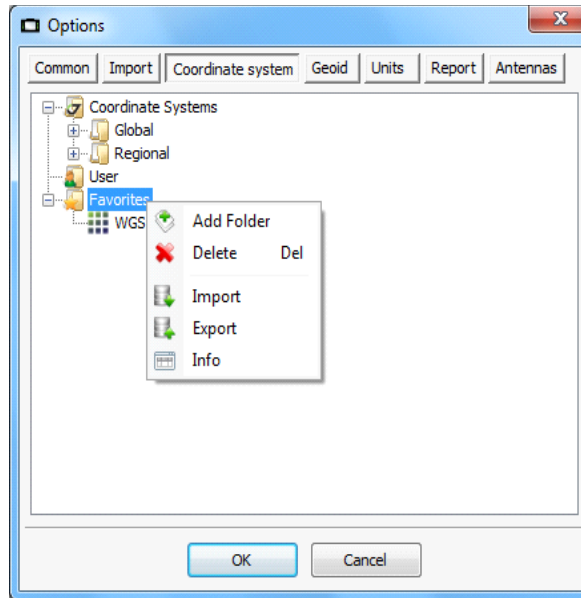 Options
Common Import Coordinate system Geoid Units Report Antennas
Coordinate Systems
Global
Regional
User
Favorites
WGS
Add Folder
Delete Del
Import
Export
Info
OK Cancel